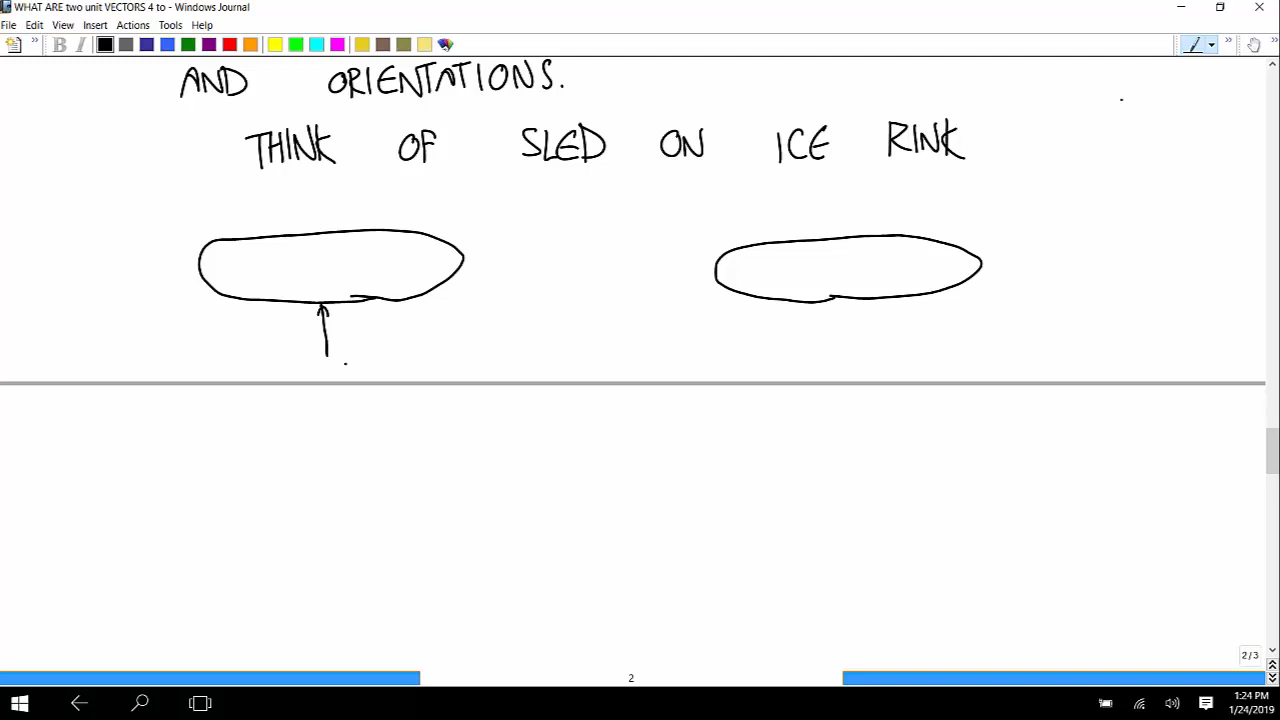 WHAT ARE two unit VECTORS 4 to - Windows Journal
File Edit View Insert Actions Tools Help
B I
AND ORIENTATIONS.
THINK OF SLED ON ICE RINK
2/3
2
1:24 PM
1/24/2019